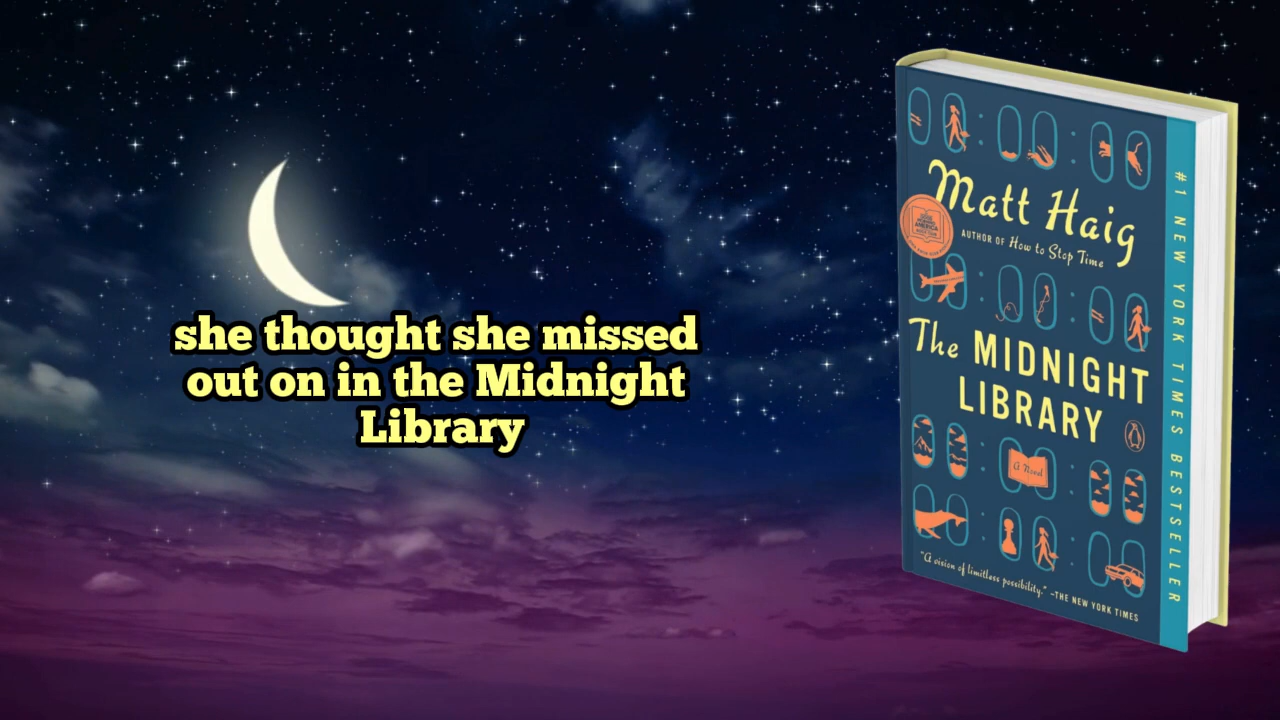 she thought she missed
out on in the Midnight
Library
Matt Haig
AUTHOR OF How to Stop Time
The MIDNIGHT
LIBRARY
A Novel
"A vision of limitless possibility." –THE NEW YORK TIMES
#1 NEW YORK TIMES BESTSELLER